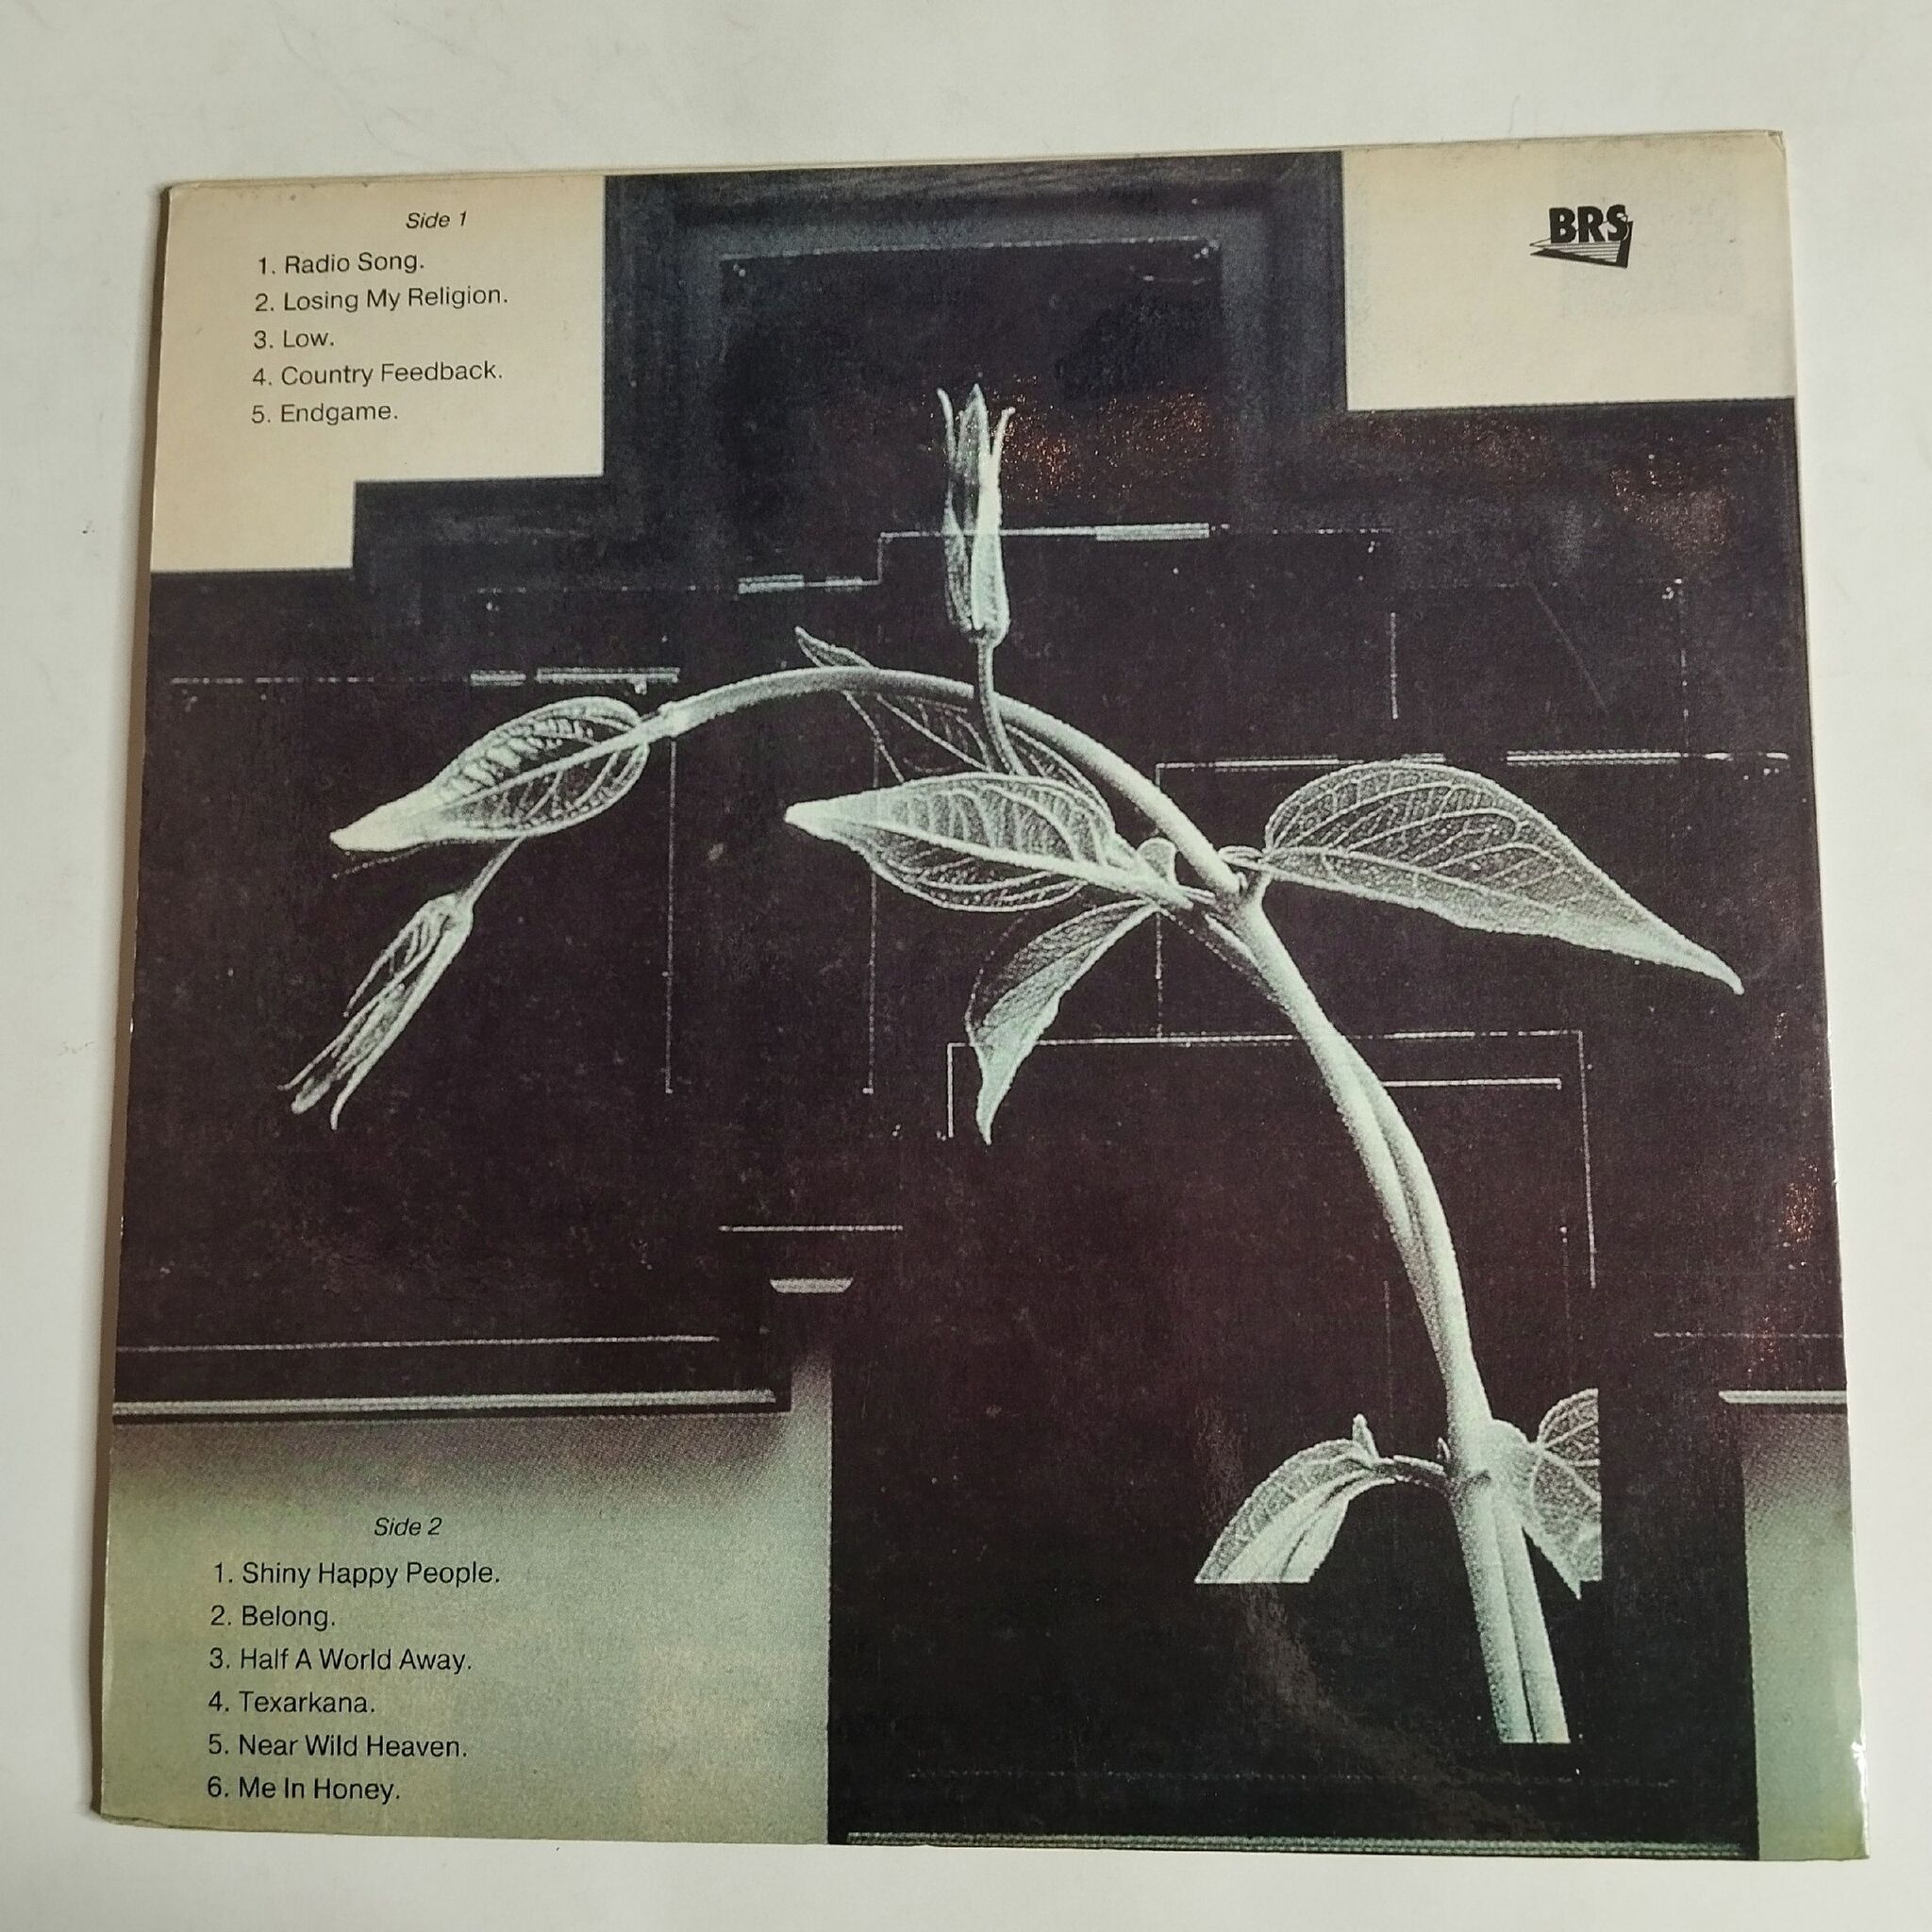 Side 1
1. Radio Song.
2. Losing My Religion.
3. Low.
4. Country Feedback.
5. Endgame.
BRS
Side 2
1. Shiny Happy People.
2. Belong.
3. Half A World Away.
4. Texarkana.
5. Near Wild Heaven.
6. Me In Honey.